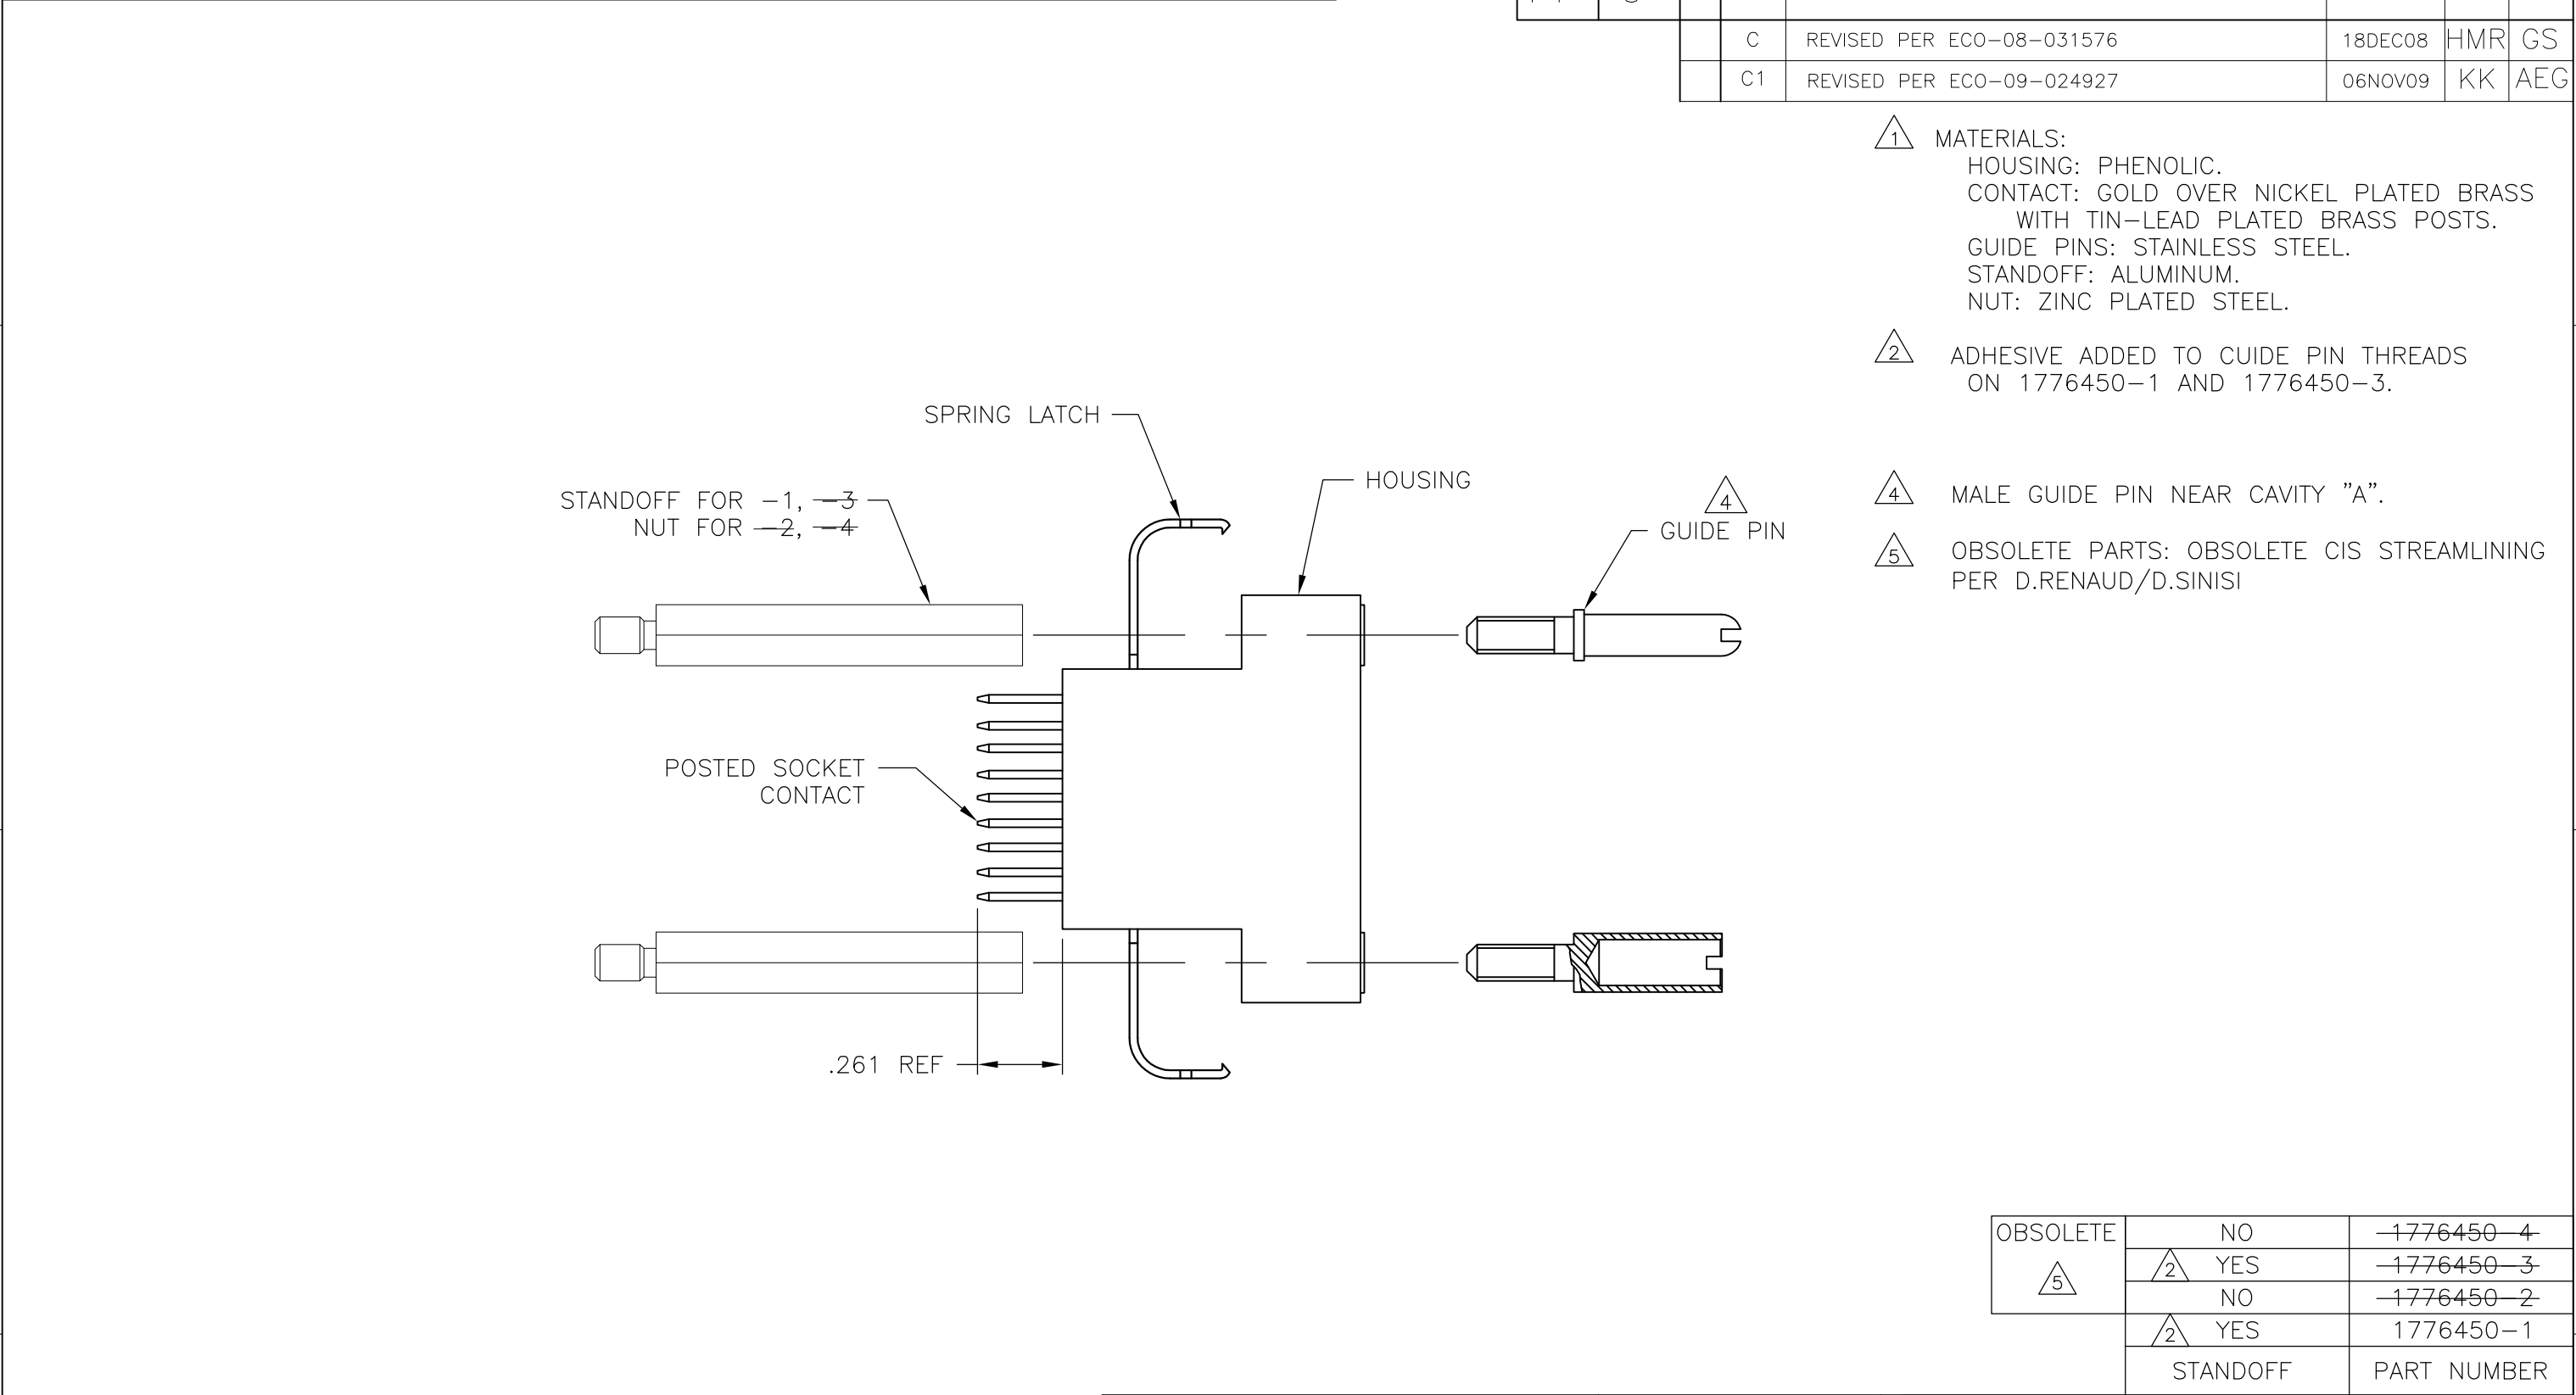 C REVISED PER ECO-08-031576 18DEC08 HMR GS
C1 REVISED PER ECO-09-024927 06NOV09 KK AEG
1 MATERIALS:
HOUSING: PHENOLIC.
CONTACT: GOLD OVER NICKEL PLATED BRASS
WITH TIN-LEAD PLATED BRASS POSTS.
GUIDE PINS: STAINLESS STEEL.
STANDOFF: ALUMINUM.
NUT: ZINC PLATED STEEL.
2 ADHESIVE ADDED TO CUIDE PIN THREADS
ON 1776450-1 AND 1776450-3.
4 MALE GUIDE PIN NEAR CAVITY "A".
5 OBSOLETE PARTS: OBSOLETE CIS STREAMLINING
PER D.RENAUD/D.SINISI
SPRING LATCH
HOUSING
STANDOFF FOR -1, -3
NUT FOR -2, -4
4
GUIDE PIN
POSTED SOCKET
CONTACT
.261 REF
OBSOLETE NO 1776450-4
5 2 YES 1776450-3
NO 1776450-2
2 YES 1776450-1
STANDOFF PART NUMBER